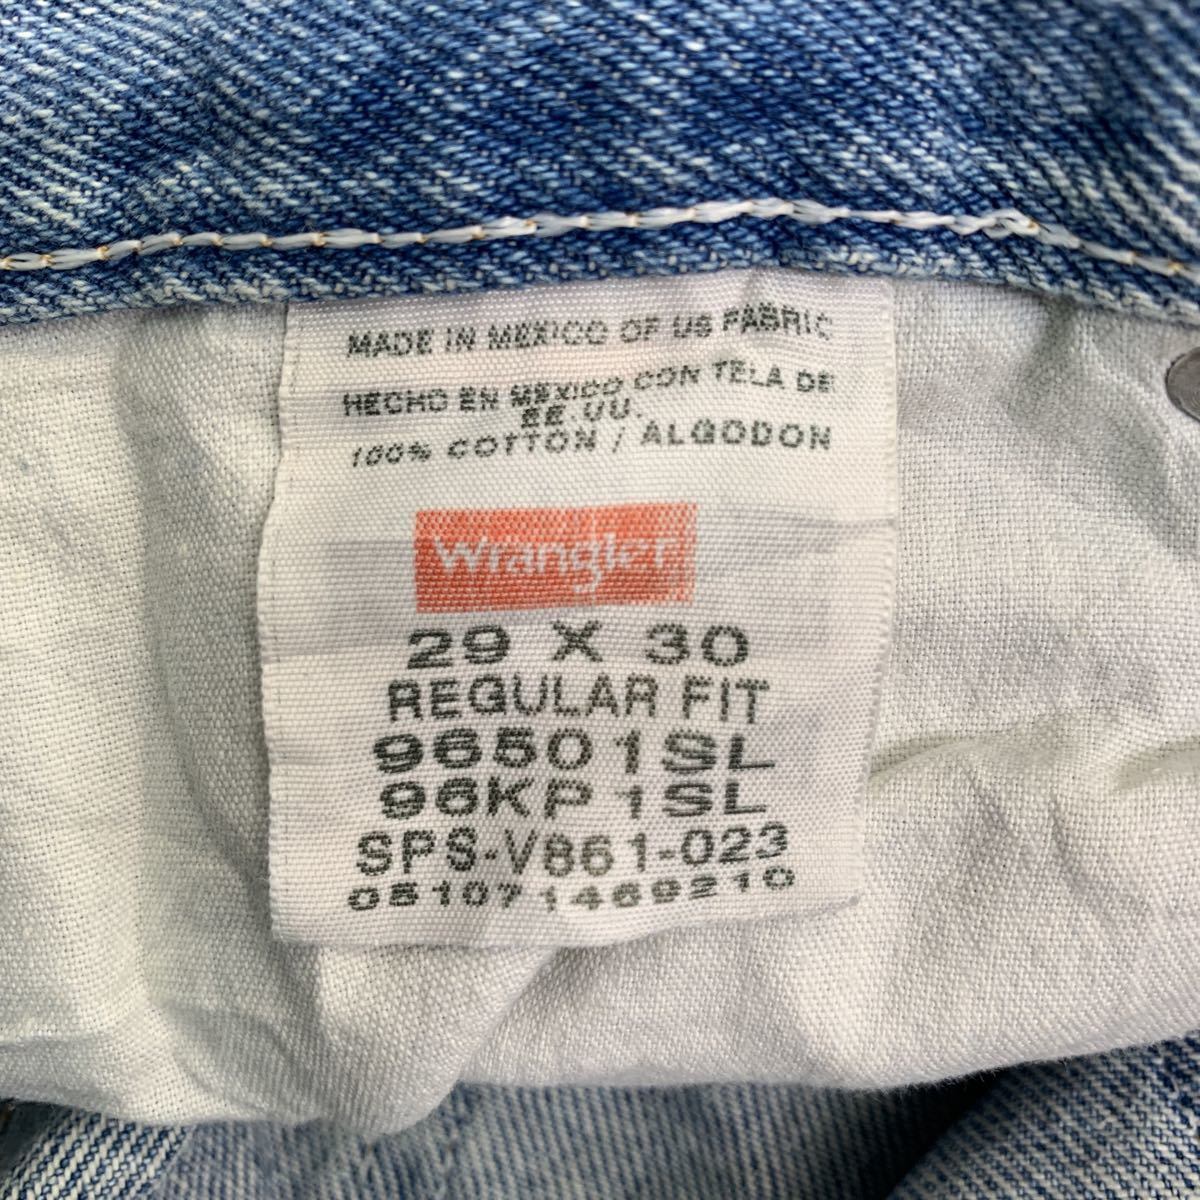 MADE IN MEXICO OF US FABRIC
HECHO EN MEXICO CON TELA DE
EE.UU.
100% COTTON / ALGODON
Wrangler
29 X 30
REGULAR FIT
96501SL
96KP1SL
SPS-V861-023
051071469210